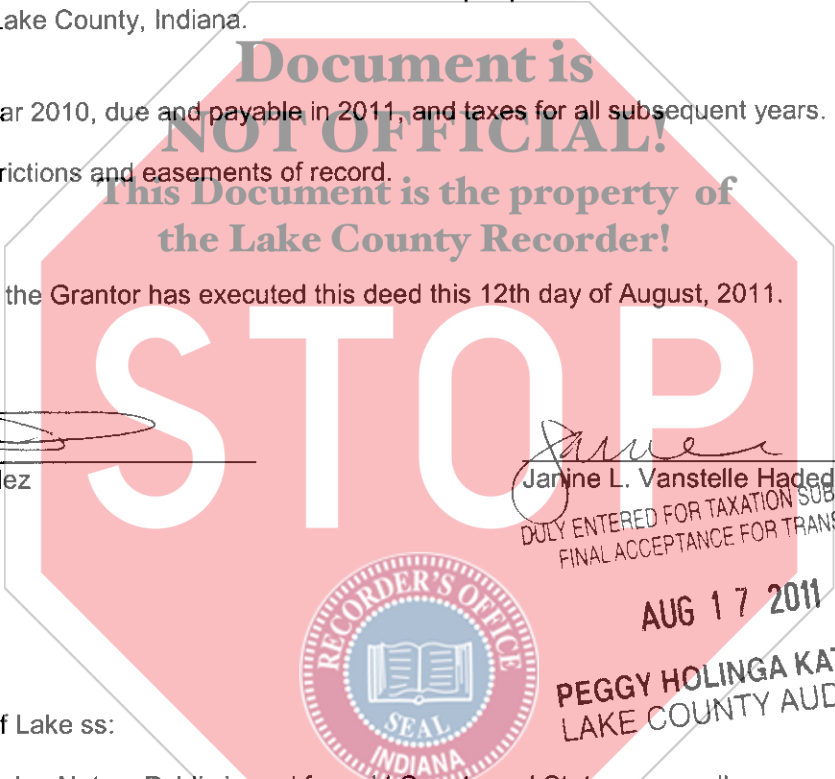 Lake County, Indiana.
Document is
ar 2010, due and payable in 2011, and taxes for all subsequent years.
NOT OFFICIAL!
rictions and easements of record.
This Document is the property of
the Lake County Recorder!
the Grantor has executed this deed this 12th day of August, 2011.
STOP
lez
Janine L. Vanstelle Haded
DULY ENTERED FOR TAXATION SUB
FINAL ACCEPTANCE FOR TRANS
AUG 17 2011
RECORDER'S OFFICE
SEAL
INDIANA
PEGGY HOLINGA KAT
LAKE COUNTY AUD
f Lake ss: